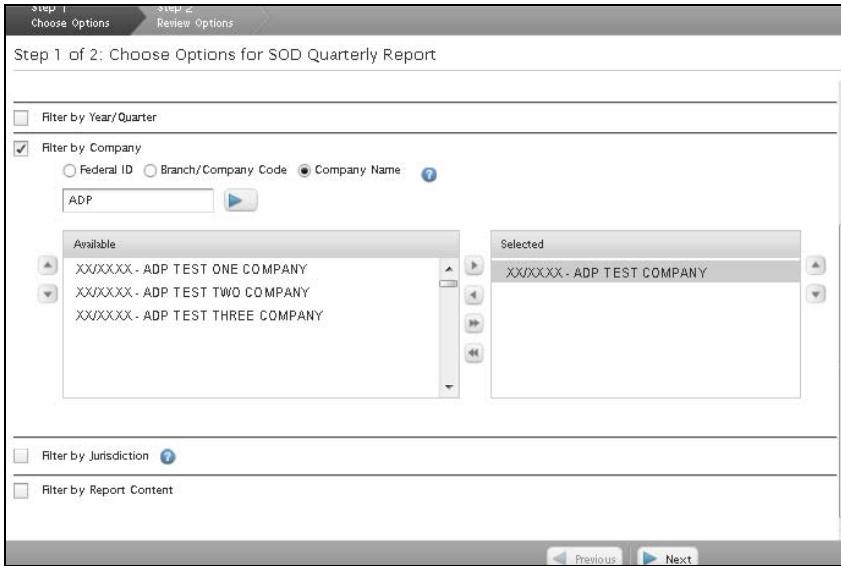 Step 1
Choose Options
Step 2
Review Options
Step 1 of 2: Choose Options for SOD Quarterly Report
Filter by Year/Quarter
Filter by Company
Federal ID Branch/Company Code Company Name ?
ADP
Available
XX/XXXX - ADP TEST ONE COMPANY
XX/XXXX - ADP TEST TWO COMPANY
XX/XXXX - ADP TEST THREE COMPANY
Selected
XX/XXXX - ADP TEST COMPANY
Filter by Jurisdiction ?
Filter by Report Content
Previous Next